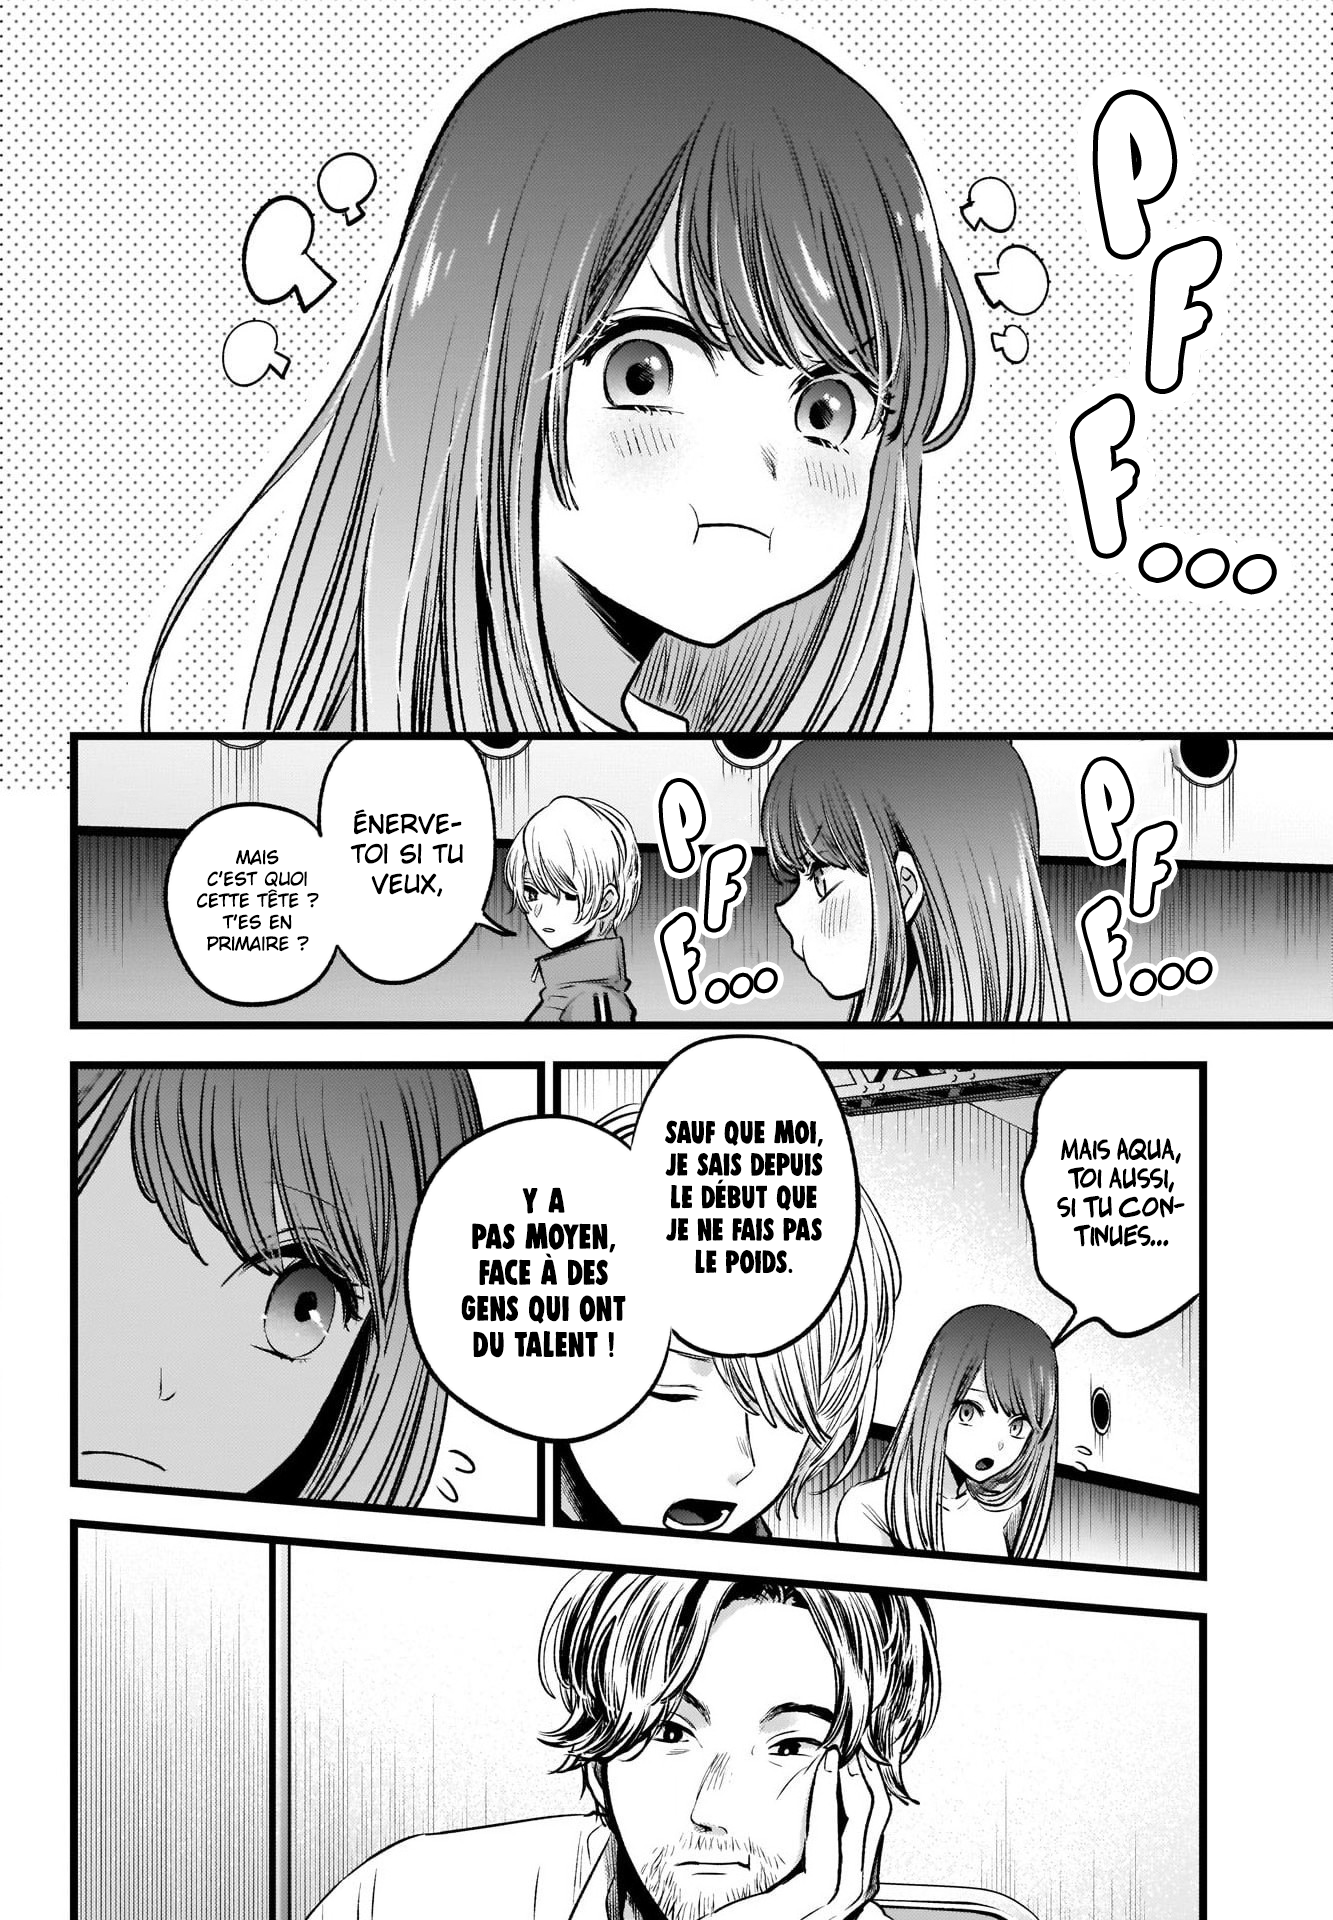 PFF...
PFF...
PFF...
ÉNERVE-
TOI SI TU
VEUX,
MAIS
C'EST QUOI
CETTE TÊTE ?
T'ES EN
PRIMAIRE ?
MAIS AQUA,
TOI AUSSI,
SI TU CON-
TINUES...
SAUF QUE MOI,
JE SAIS DEPUIS
LE DÉBUT QUE
JE NE FAIS PAS
LE POIDS.
Y A
PAS MOYEN,
FACE À DES
GENS QUI ONT
DU TALENT !